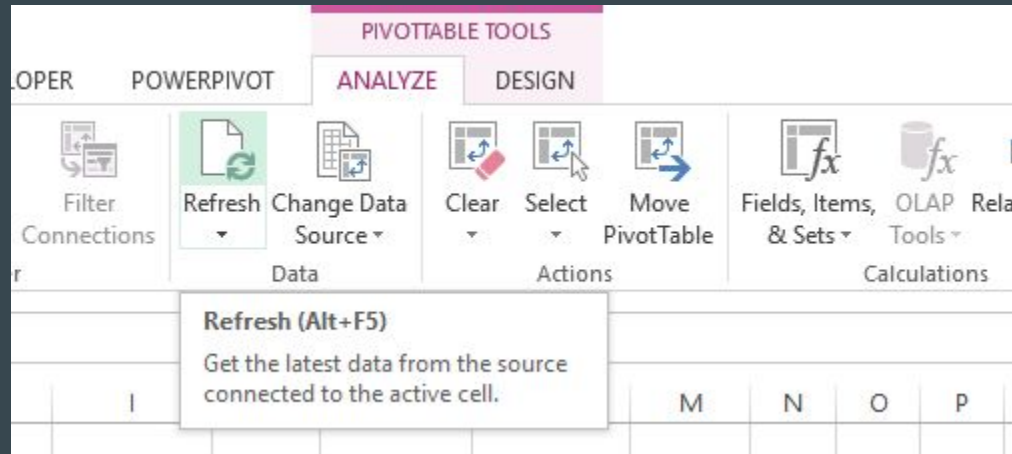 PIVOTTABLE TOOLS
LOPER POWERPIVOT ANALYZE DESIGN
Filter Connections
Refresh
Change Data Source
Clear
Select
Move PivotTable
Fields, Items, & Sets
OLAP Tools
Rela
r
Data
Actions
Calculations
Refresh (Alt+F5)
Get the latest data from the source
connected to the active cell.
I M N O P